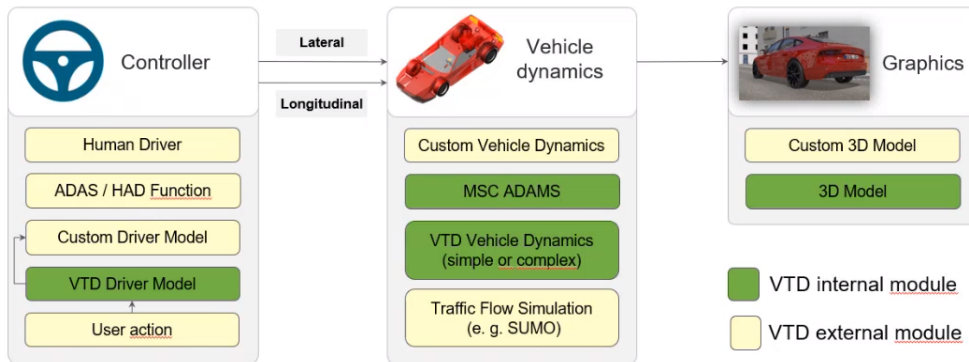 Controller
Lateral
Longitudinal
Vehicle
dynamics
Graphics
Human Driver
ADAS / HAD Function
Custom Driver Model
VTD Driver Model
User action
Custom Vehicle Dynamics
MSC ADAMS
VTD Vehicle Dynamics
(simple or complex)
Traffic Flow Simulation
(e. g. SUMO)
Custom 3D Model
3D Model
VTD internal module
VTD external module